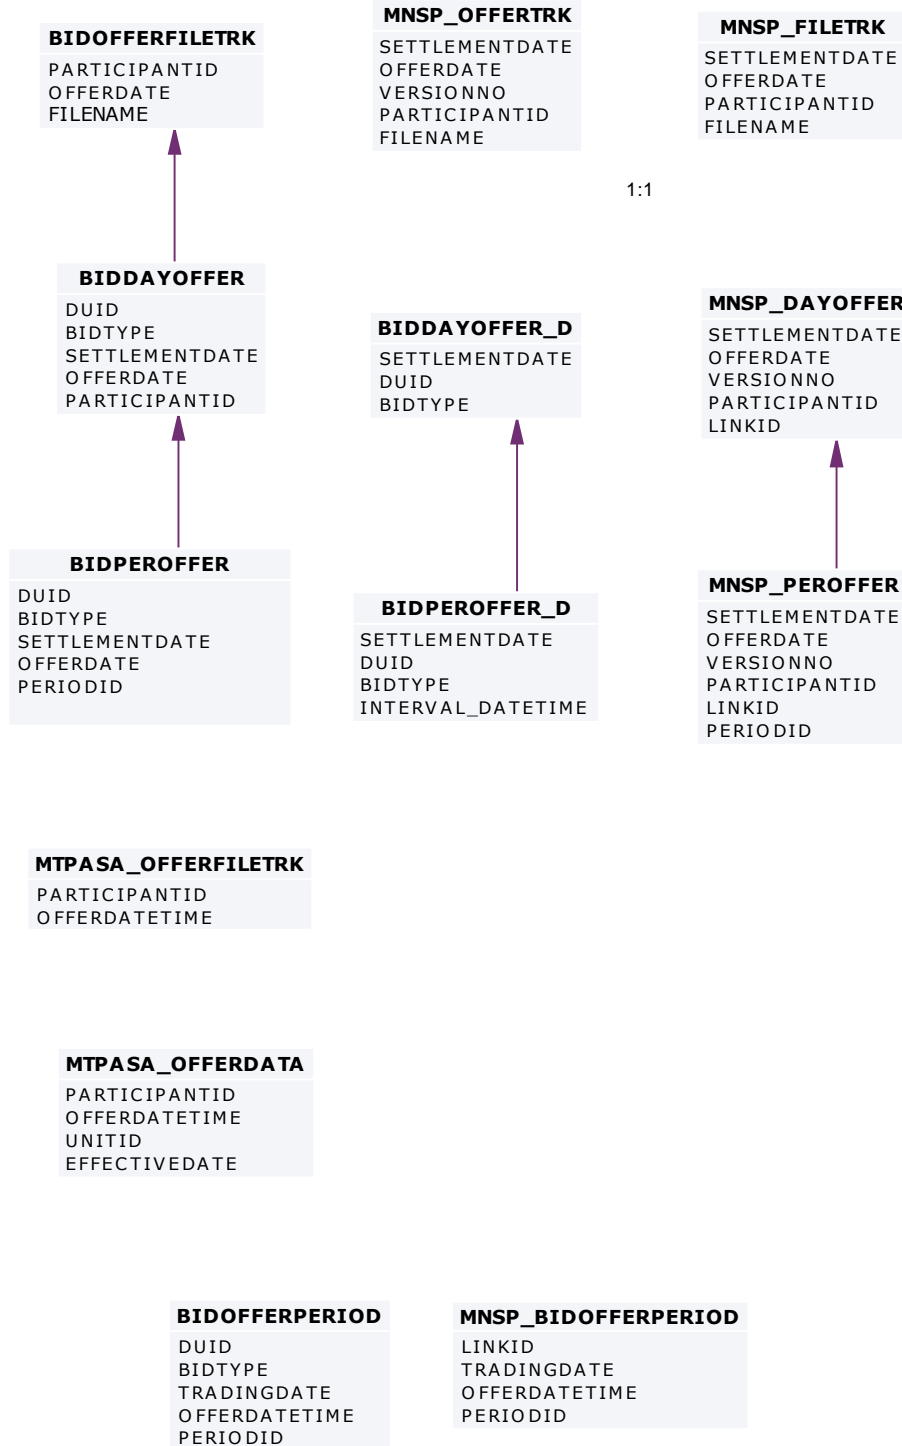 BIDOFFERFILETRK
PARTICIPANTID
OFFERDATE
FILENAME
MNSP_OFFERTRK
SETTLEMENTDATE
OFFERDATE
VERSIONNO
PARTICIPANTID
FILENAME
MNSP_FILETRK
SETTLEMENTDATE
OFFERDATE
PARTICIPANTID
FILENAME
1:1
BIDDAYOFFER
DUID
BIDTYPE
SETTLEMENTDATE
OFFERDATE
PARTICIPANTID
BIDDAYOFFER_D
SETTLEMENTDATE
DUID
BIDTYPE
MNSP_DAYOFFER
SETTLEMENTDATE
OFFERDATE
VERSIONNO
PARTICIPANTID
LINKID
BIDPEROFFER
DUID
BIDTYPE
SETTLEMENTDATE
OFFERDATE
PERIODID
BIDPEROFFER_D
SETTLEMENTDATE
DUID
BIDTYPE
INTERVAL_DATETIME
MNSP_PEROFFER
SETTLEMENTDATE
OFFERDATE
VERSIONNO
PARTICIPANTID
LINKID
PERIODID
MTPASA_OFFERFILETRK
PARTICIPANTID
OFFERDATETIME
MTPASA_OFFERDATA
PARTICIPANTID
OFFERDATETIME
UNITID
EFFECTIVEDATE
BIDOFFERPERIOD
DUID
BIDTYPE
TRADINGDATE
OFFERDATETIME
PERIODID
MNSP_BIDOFFERPERIOD
LINKID
TRADINGDATE
OFFERDATETIME
PERIODID